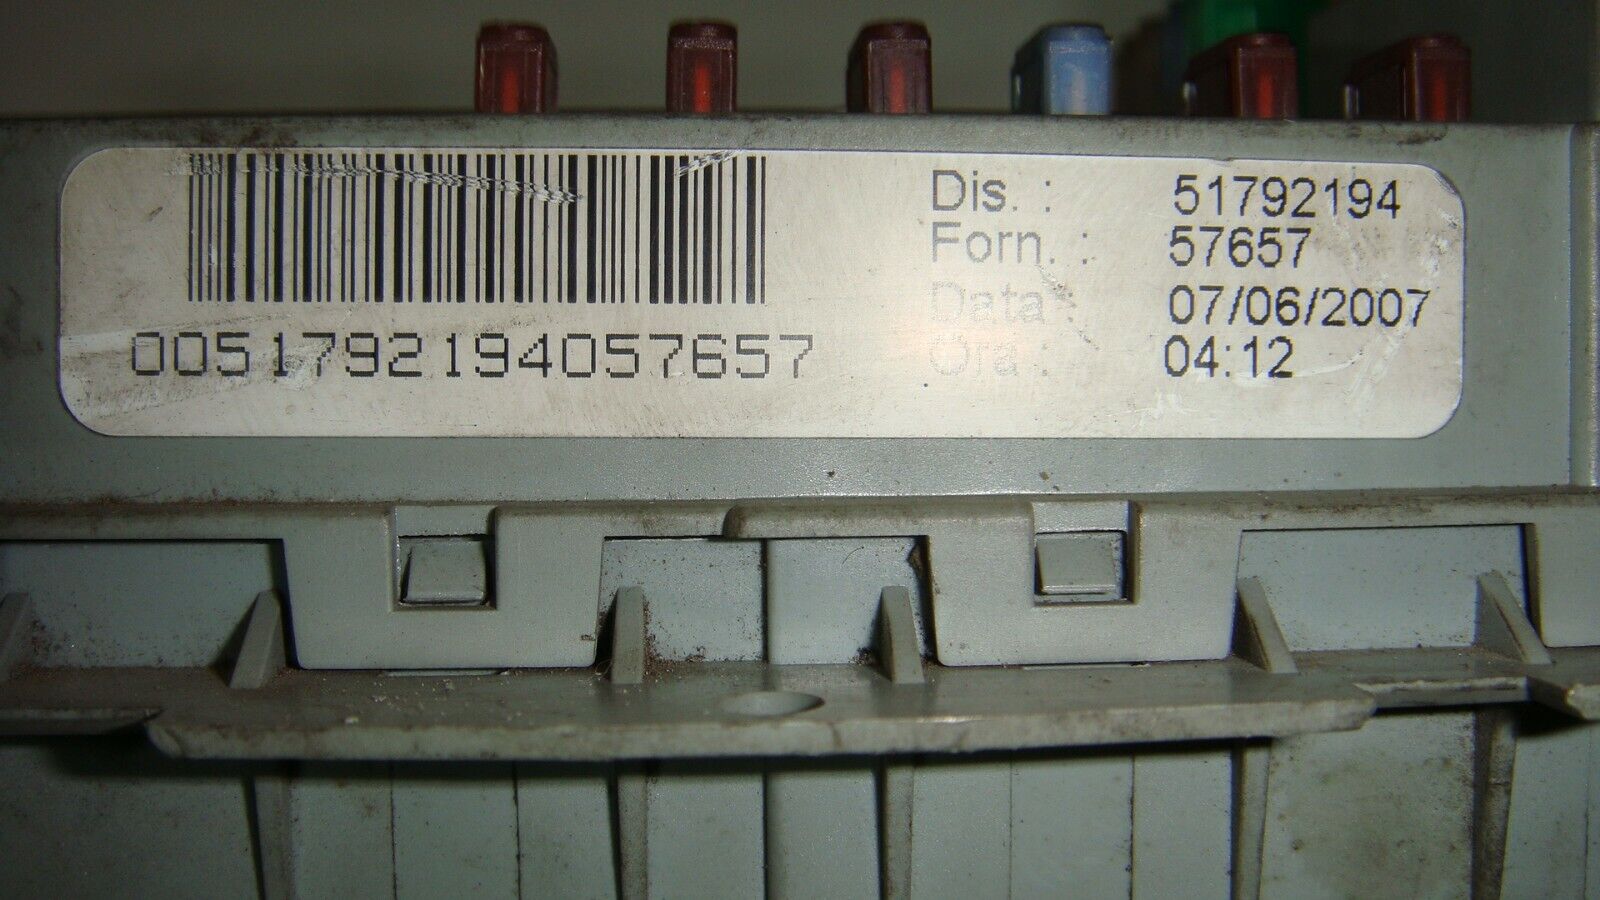 Dis. : 51792194
Forn. : 57657
Data : 07/06/2007
Ora : 04:12
0051792194057657